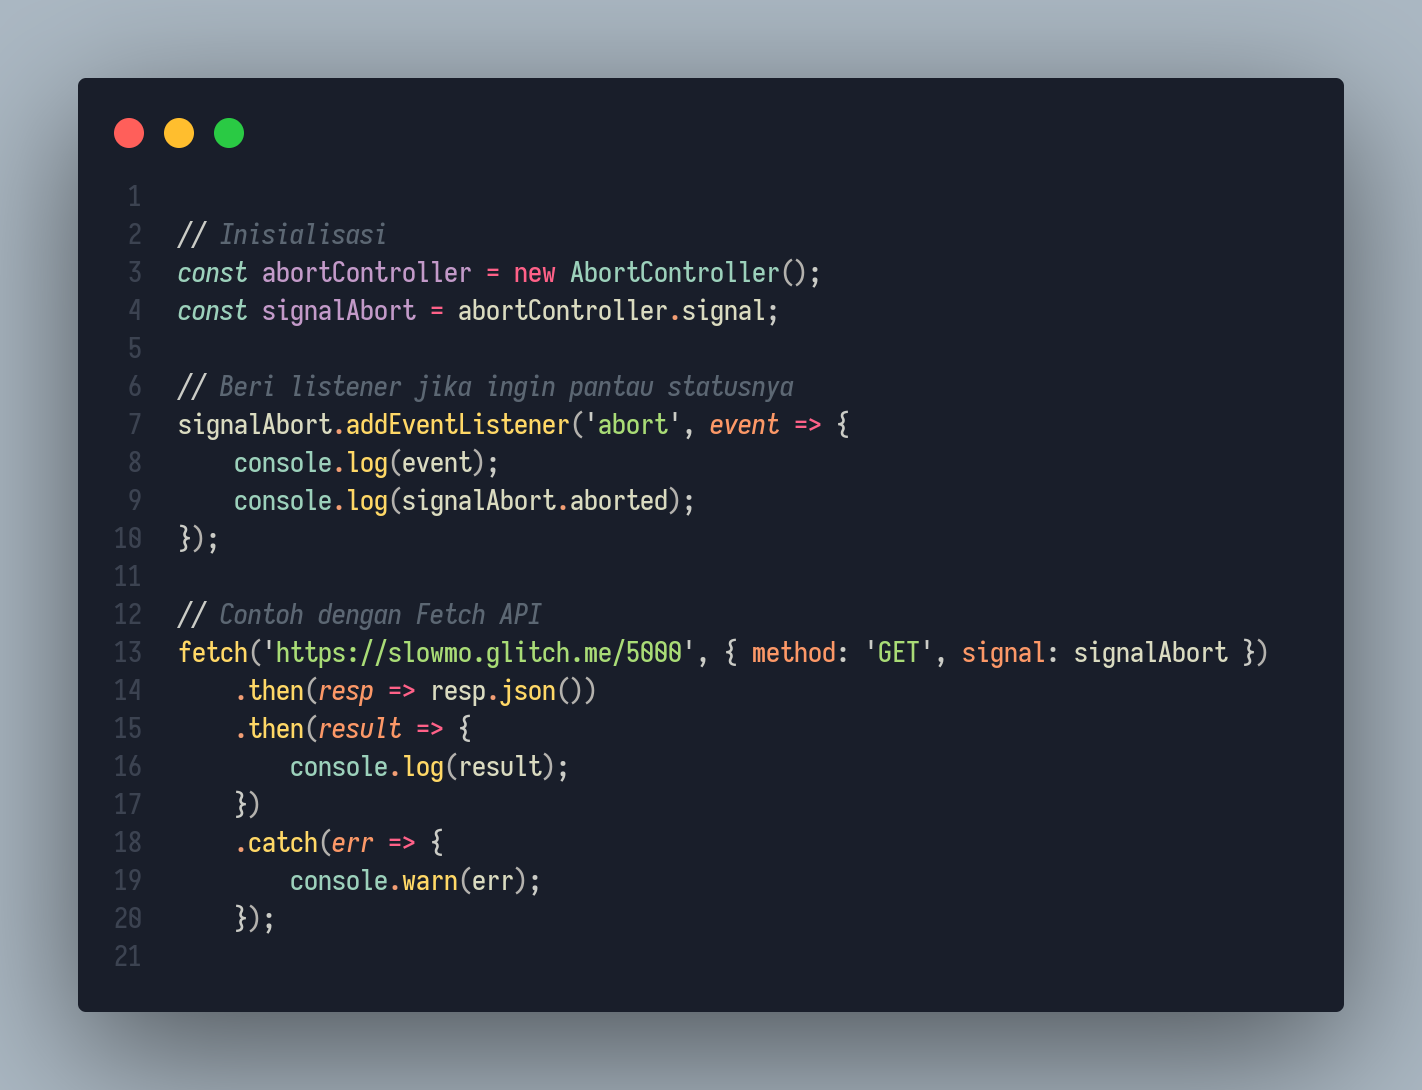 1
2 // Inisialisasi
3 const abortController = new AbortController();
4 const signalAbort = abortController.signal;
5
6 // Beri listener jika ingin pantau statusnya
7 signalAbort.addEventListener('abort', event => {
8     console.log(event);
9     console.log(signalAbort.aborted);
10 });
11
12 // Contoh dengan Fetch API
13 fetch('https://slowmo.glitch.me/5000', { method: 'GET', signal: signalAbort })
14     .then(resp => resp.json())
15     .then(result => {
16         console.log(result);
17     })
18     .catch(err => {
19         console.warn(err);
20     });
21